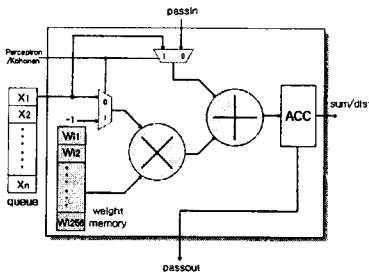 passin
Perceptron
/Kohonen
1 0
X1
X2
Xn
queue
0
1
-1
Wi1
Wi2
Wi256
weight
memory
ACC
sum/dis
passout